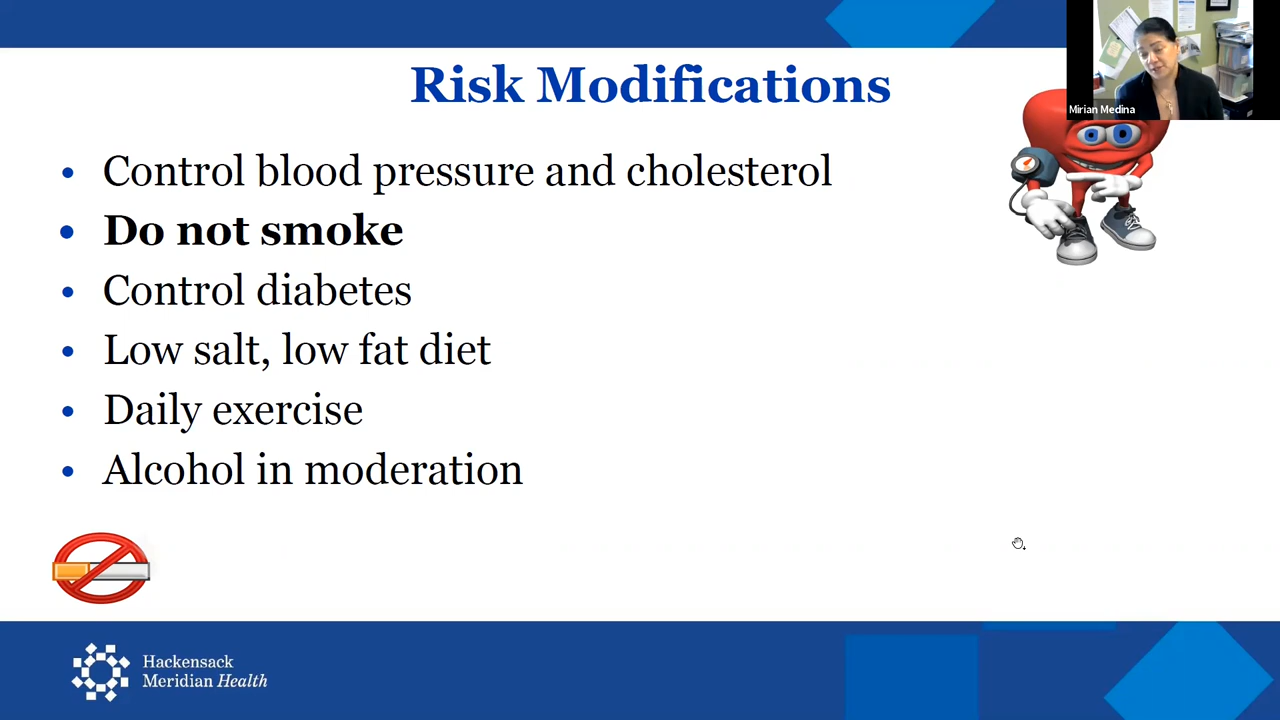 Risk Modifications
Mirian Medina
• Control blood pressure and cholesterol
• Do not smoke
• Control diabetes
• Low salt, low fat diet
• Daily exercise
• Alcohol in moderation
Hackensack
Meridian Health